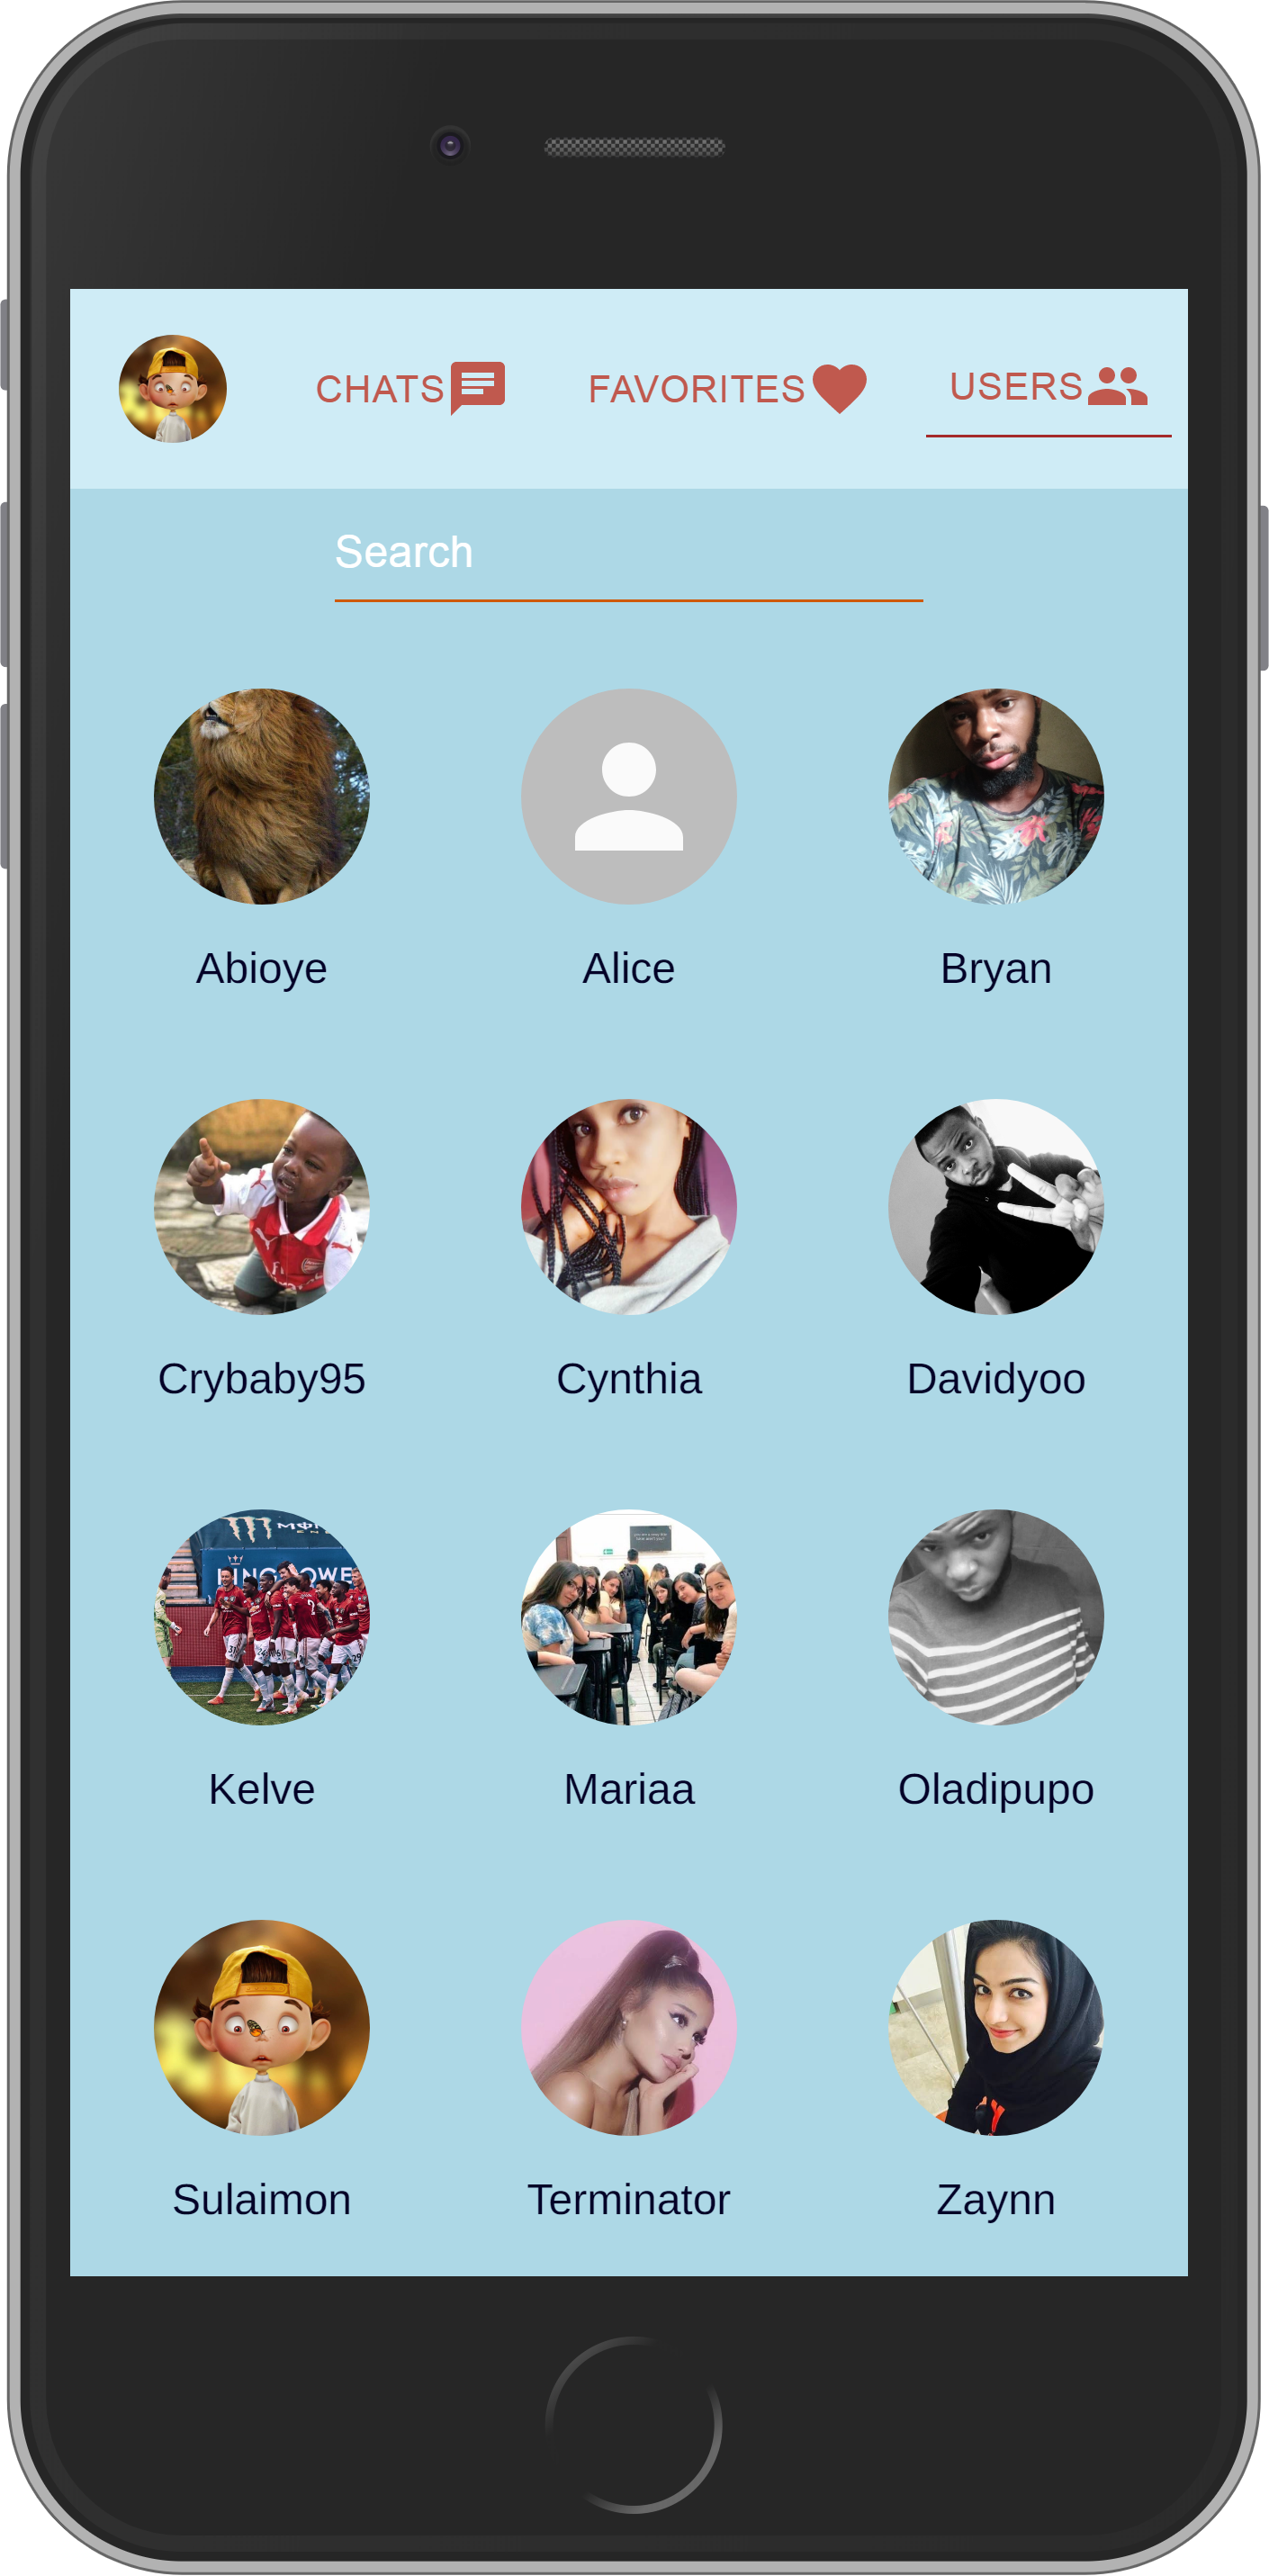 CHATS FAVORITES USERS
Search
Abioye Alice Bryan
Crybaby95 Cynthia Davidyoo
Kelve Mariaa Oladipupo
Sulaimon Terminator Zaynn